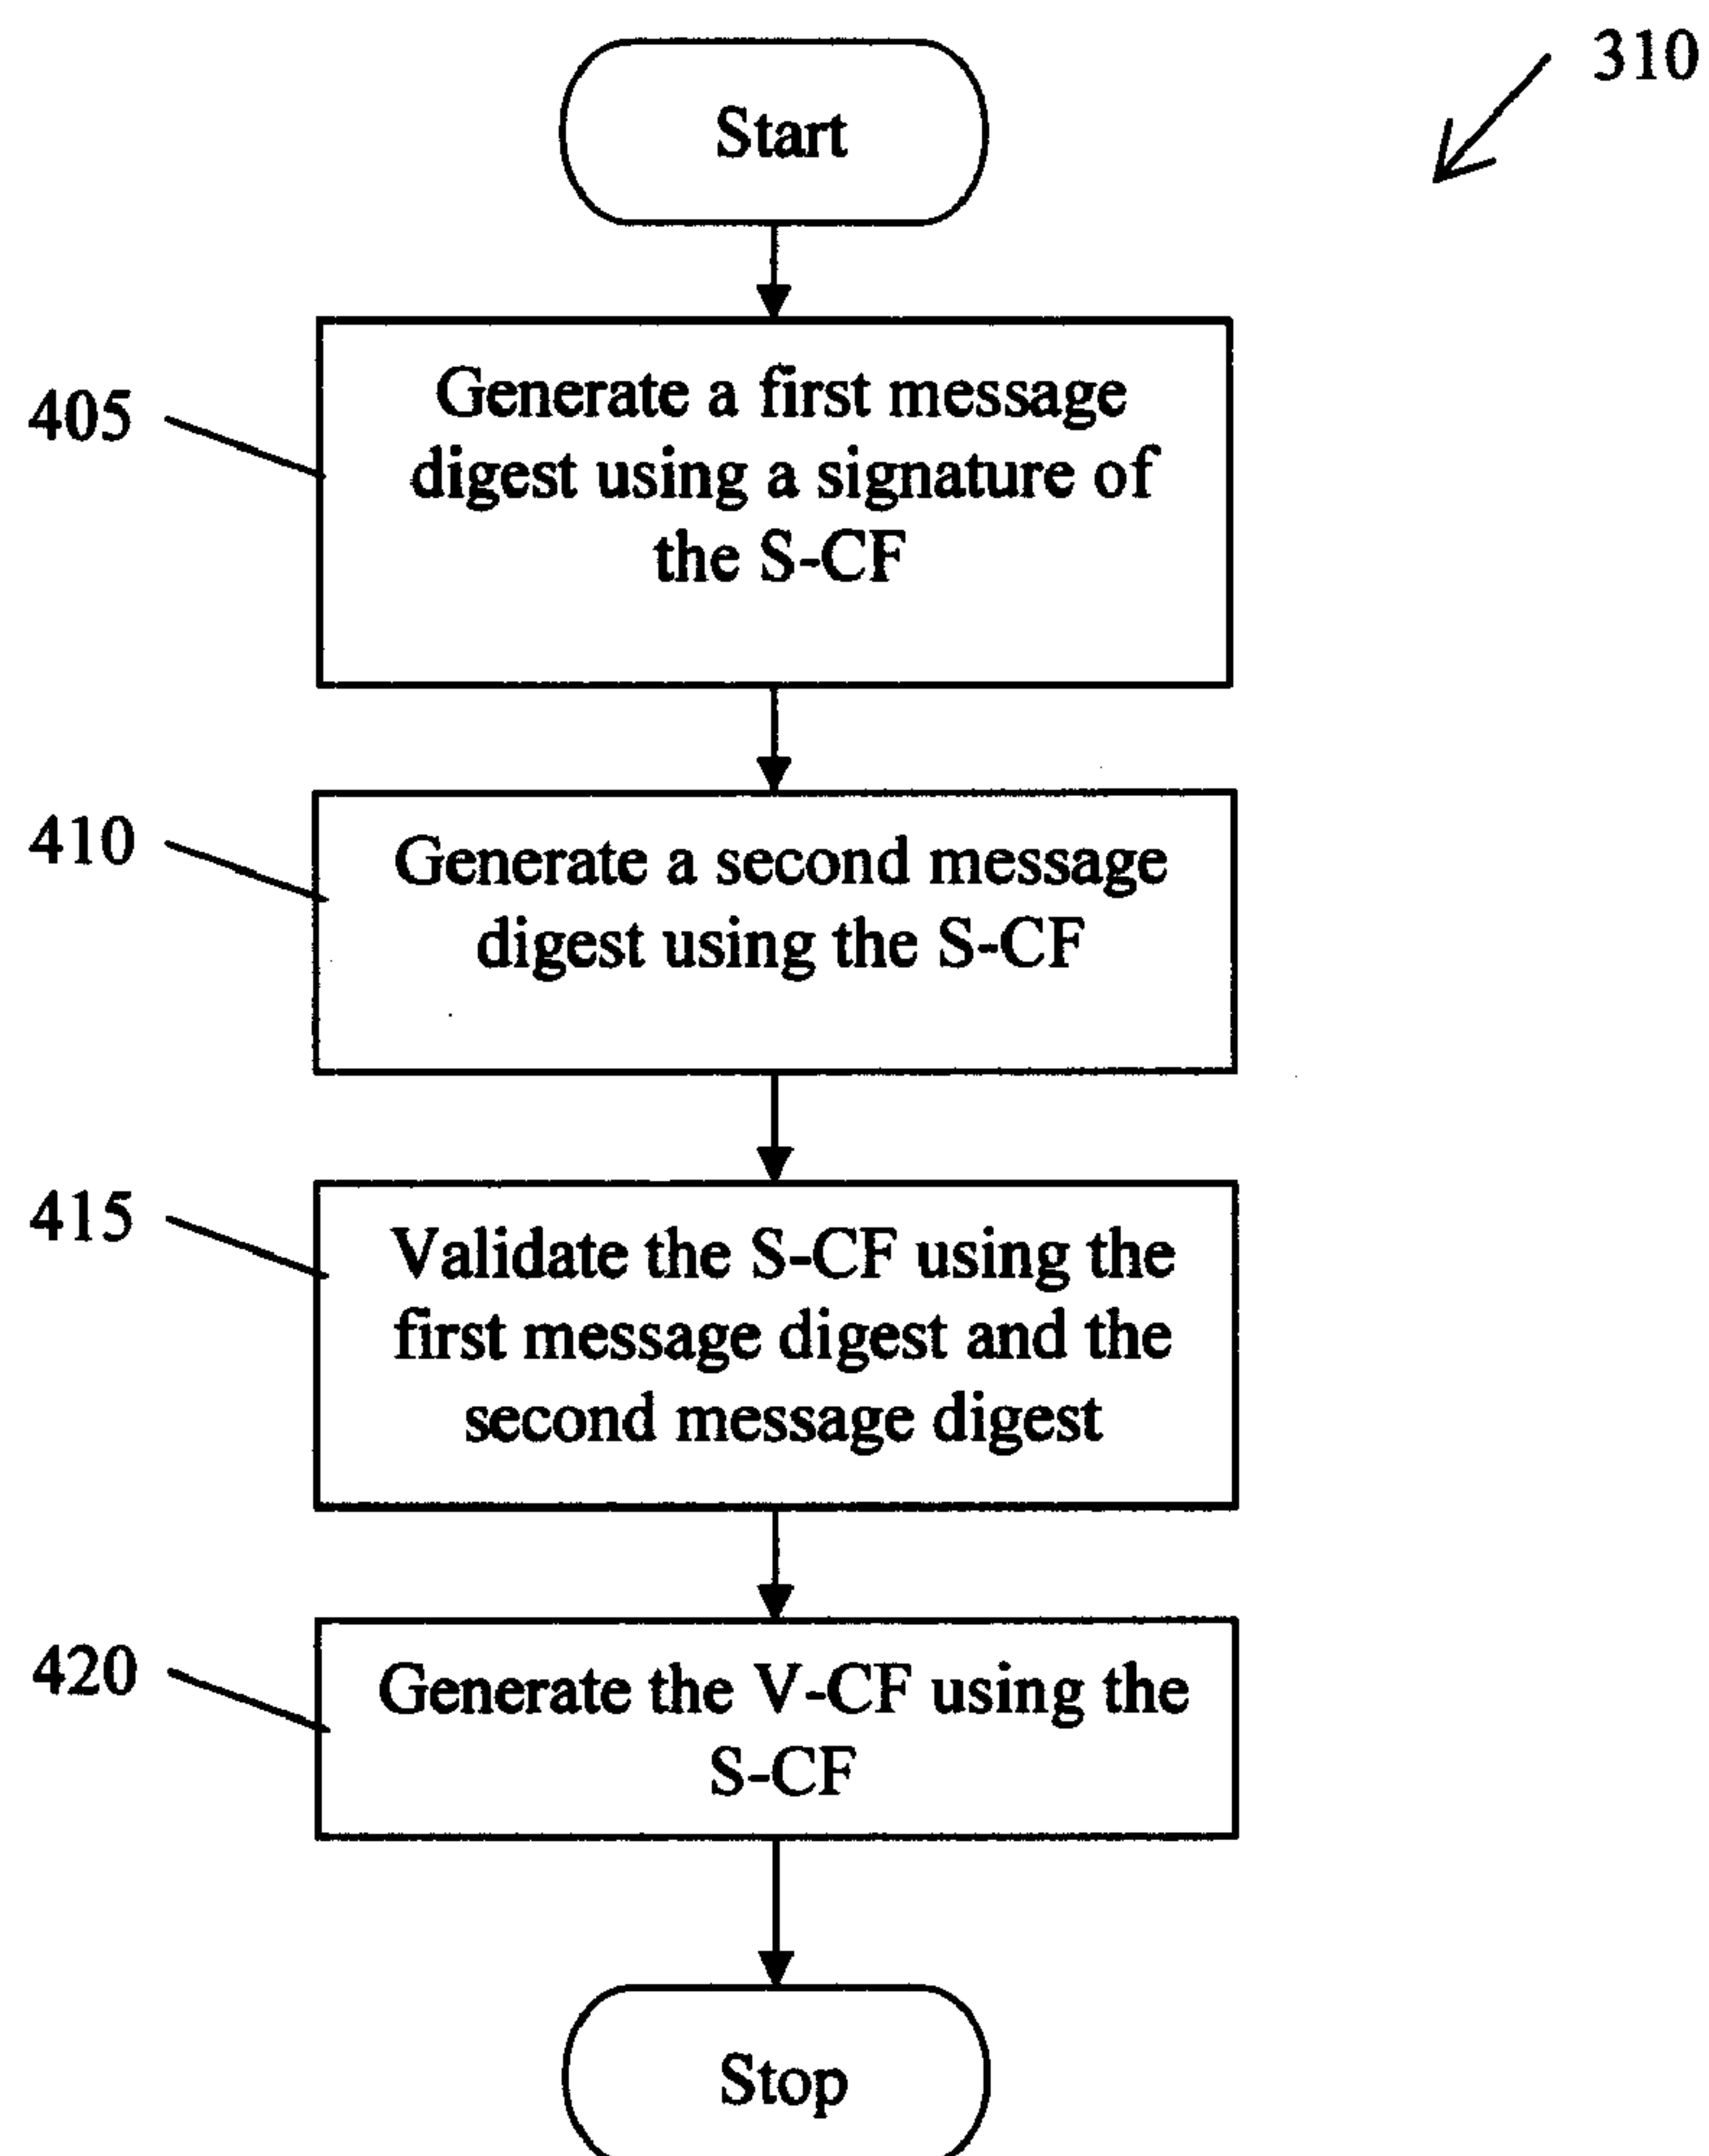 310
Start
405
Generate a first message
digest using a signature of
the S-CF
410
Generate a second message
digest using the S-CF
415
Validate the S-CF using the
first message digest and the
second message digest
420
Generate the V-CF using the
S-CF
Stop